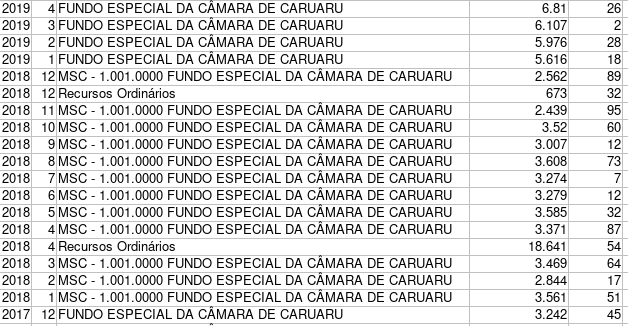 2019 4 FUNDO ESPECIAL DA CÂMARA DE CARUARU 6.81 26
2019 3 FUNDO ESPECIAL DA CÂMARA DE CARUARU 6.107 2
2019 2 FUNDO ESPECIAL DA CÂMARA DE CARUARU 5.976 28
2019 1 FUNDO ESPECIAL DA CÂMARA DE CARUARU 5.616 18
2018 12 MSC - 1.001.0000 FUNDO ESPECIAL DA CÂMARA DE CARUARU 2.562 89
2018 12 Recursos Ordinários 673 32
2018 11 MSC - 1.001.0000 FUNDO ESPECIAL DA CÂMARA DE CARUARU 2.439 95
2018 10 MSC - 1.001.0000 FUNDO ESPECIAL DA CÂMARA DE CARUARU 3.52 60
2018 9 MSC - 1.001.0000 FUNDO ESPECIAL DA CÂMARA DE CARUARU 3.007 12
2018 8 MSC - 1.001.0000 FUNDO ESPECIAL DA CÂMARA DE CARUARU 3.608 73
2018 7 MSC - 1.001.0000 FUNDO ESPECIAL DA CÂMARA DE CARUARU 3.274 7
2018 6 MSC - 1.001.0000 FUNDO ESPECIAL DA CÂMARA DE CARUARU 3.279 12
2018 5 MSC - 1.001.0000 FUNDO ESPECIAL DA CÂMARA DE CARUARU 3.585 32
2018 4 MSC - 1.001.0000 FUNDO ESPECIAL DA CÂMARA DE CARUARU 3.371 87
2018 4 Recursos Ordinários 18.641 54
2018 3 MSC - 1.001.0000 FUNDO ESPECIAL DA CÂMARA DE CARUARU 3.469 64
2018 2 MSC - 1.001.0000 FUNDO ESPECIAL DA CÂMARA DE CARUARU 2.844 17
2018 1 MSC - 1.001.0000 FUNDO ESPECIAL DA CÂMARA DE CARUARU 3.561 51
2017 12 FUNDO ESPECIAL DA CÂMARA DE CARUARU 3.242 45